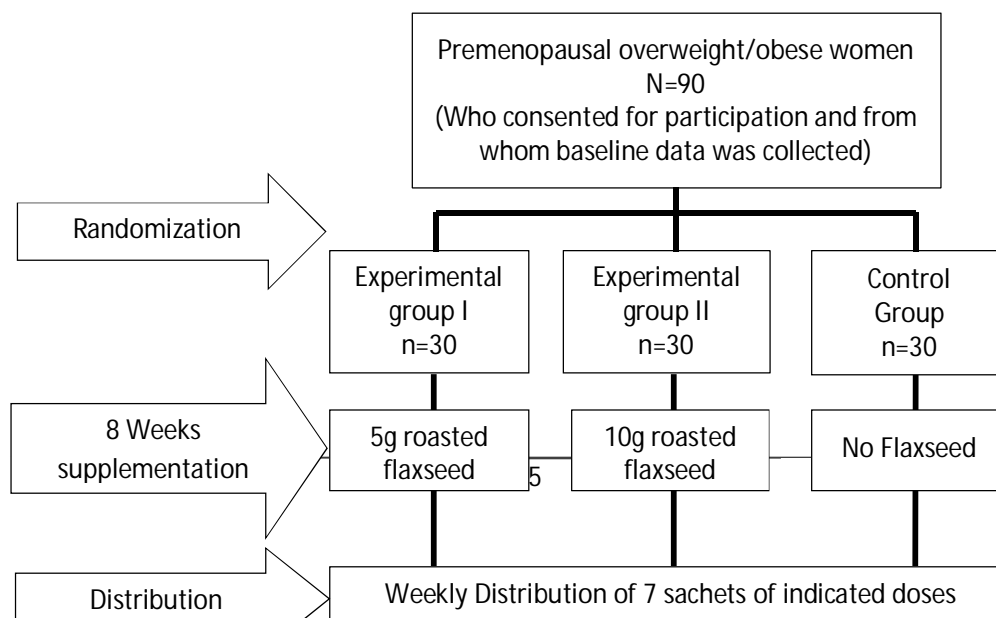 Premenopausal overweight/obese women
N=90
(Who consented for participation and from
whom baseline data was collected)
Randomization
Experimental
group I
n=30
Experimental
group II
n=30
Control
Group
n=30
8 Weeks
supplementation
5g roasted
flaxseed
10g roasted
flaxseed
No Flaxseed
5
Distribution
Weekly Distribution of 7 sachets of indicated doses